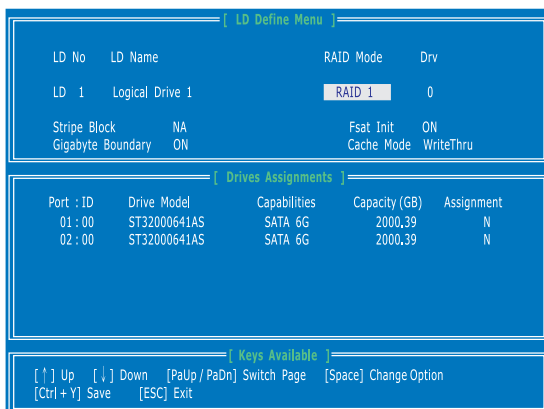 [ LD Define Menu ]
LD No LD Name RAID Mode Drv
LD 1 Logical Drive 1 RAID 1 0
Stripe Block NA Fsat Init ON
Gigabyte Boundary ON Cache Mode WriteThru
[ Drives Assignments ]
Port : ID Drive Model Capabilities Capacity (GB) Assignment
01 : 00 ST32000641AS SATA 6G 2000.39 N
02 : 00 ST32000641AS SATA 6G 2000.39 N
[ Keys Available ]
[↑] Up [↓] Down [PaUp / PaDn] Switch Page [Space] Change Option
[Ctrl + Y] Save [ESC] Exit